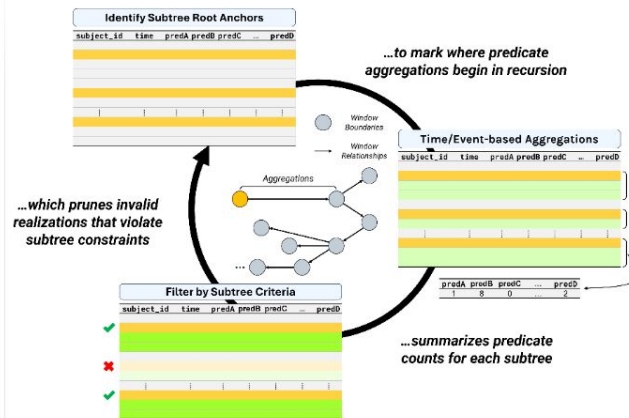 Identify Subtree Root Anchors
subject_id time predA predB predC ... predD
...to mark where predicate
aggregations begin in recursion
Window
Boundaries
Window
Relationships
Aggregations
Time/Event-based Aggregations
subject_id time predA predB predC ... predD
...which prunes invalid
realizations that violate
subtree constraints
...
Filter by Subtree Criteria
subject_id time predA predB predC ... predD
predA predB predC ... predD
1 8 0 ... 2
...summarizes predicate
counts for each subtree